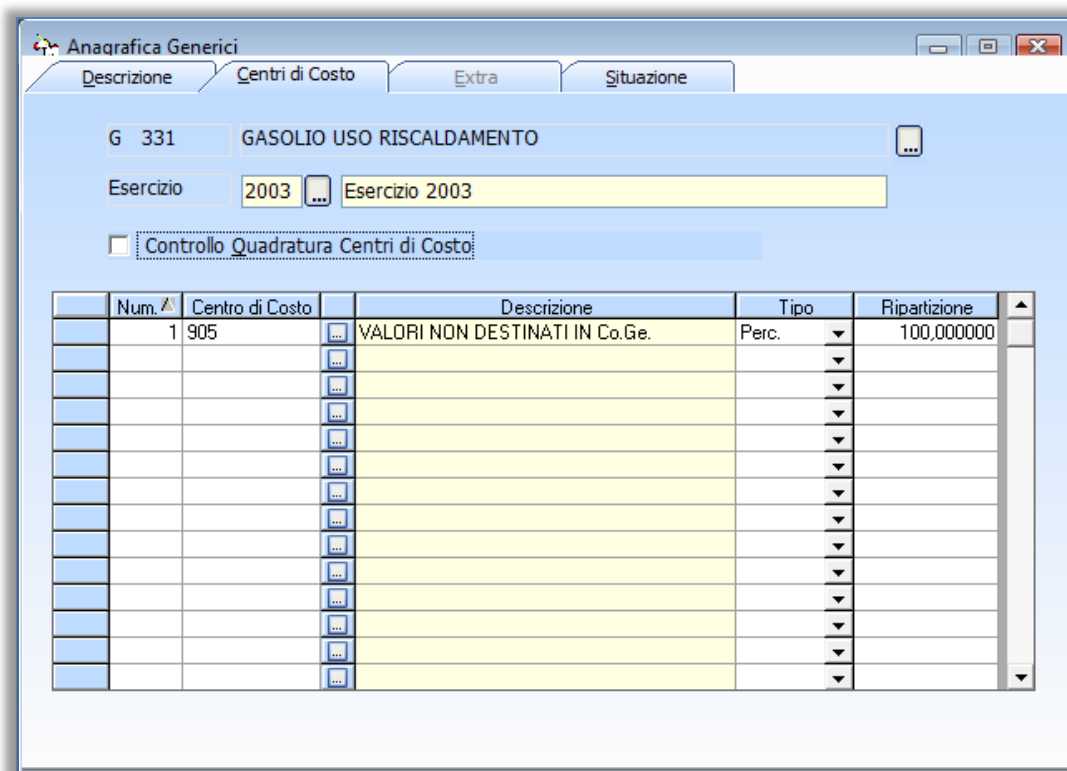 Anagrafica Generici
Descrizione Centri di Costo Extra Situazione
G 331 GASOLIO USO RISCALDAMENTO ...
Esercizio 2003 ... Esercizio 2003
Controllo Quadratura Centri di Costo
Num. Centro di Costo Descrizione Tipo Ripartizione
1 905 ... VALORI NON DESTINATI IN Co.Ge. Perc. 100,000000
...
...
...
...
...
...
...
...
...
...
...
...
...